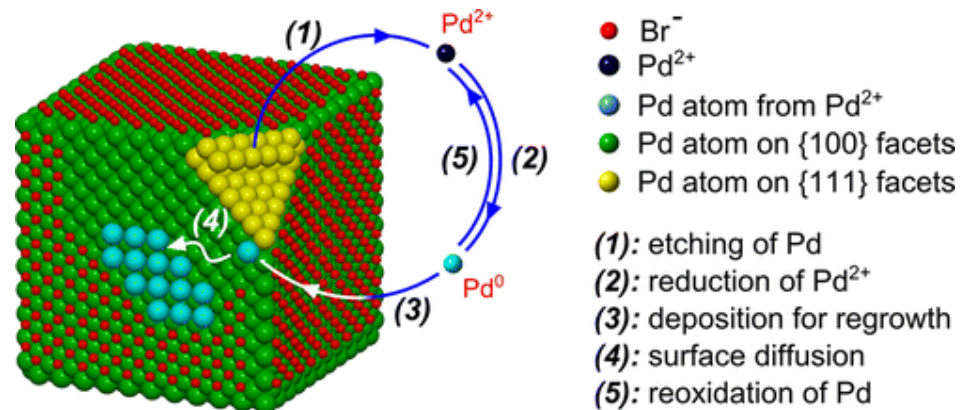 (1)
Pd²⁺
(4)
(5)
(2)
Pd⁰
(3)
Br⁻
Pd²⁺
Pd atom from Pd²⁺
Pd atom on {100} facets
Pd atom on {111} facets
(1): etching of Pd
(2): reduction of Pd²⁺
(3): deposition for regrowth
(4): surface diffusion
(5): reoxidation of Pd